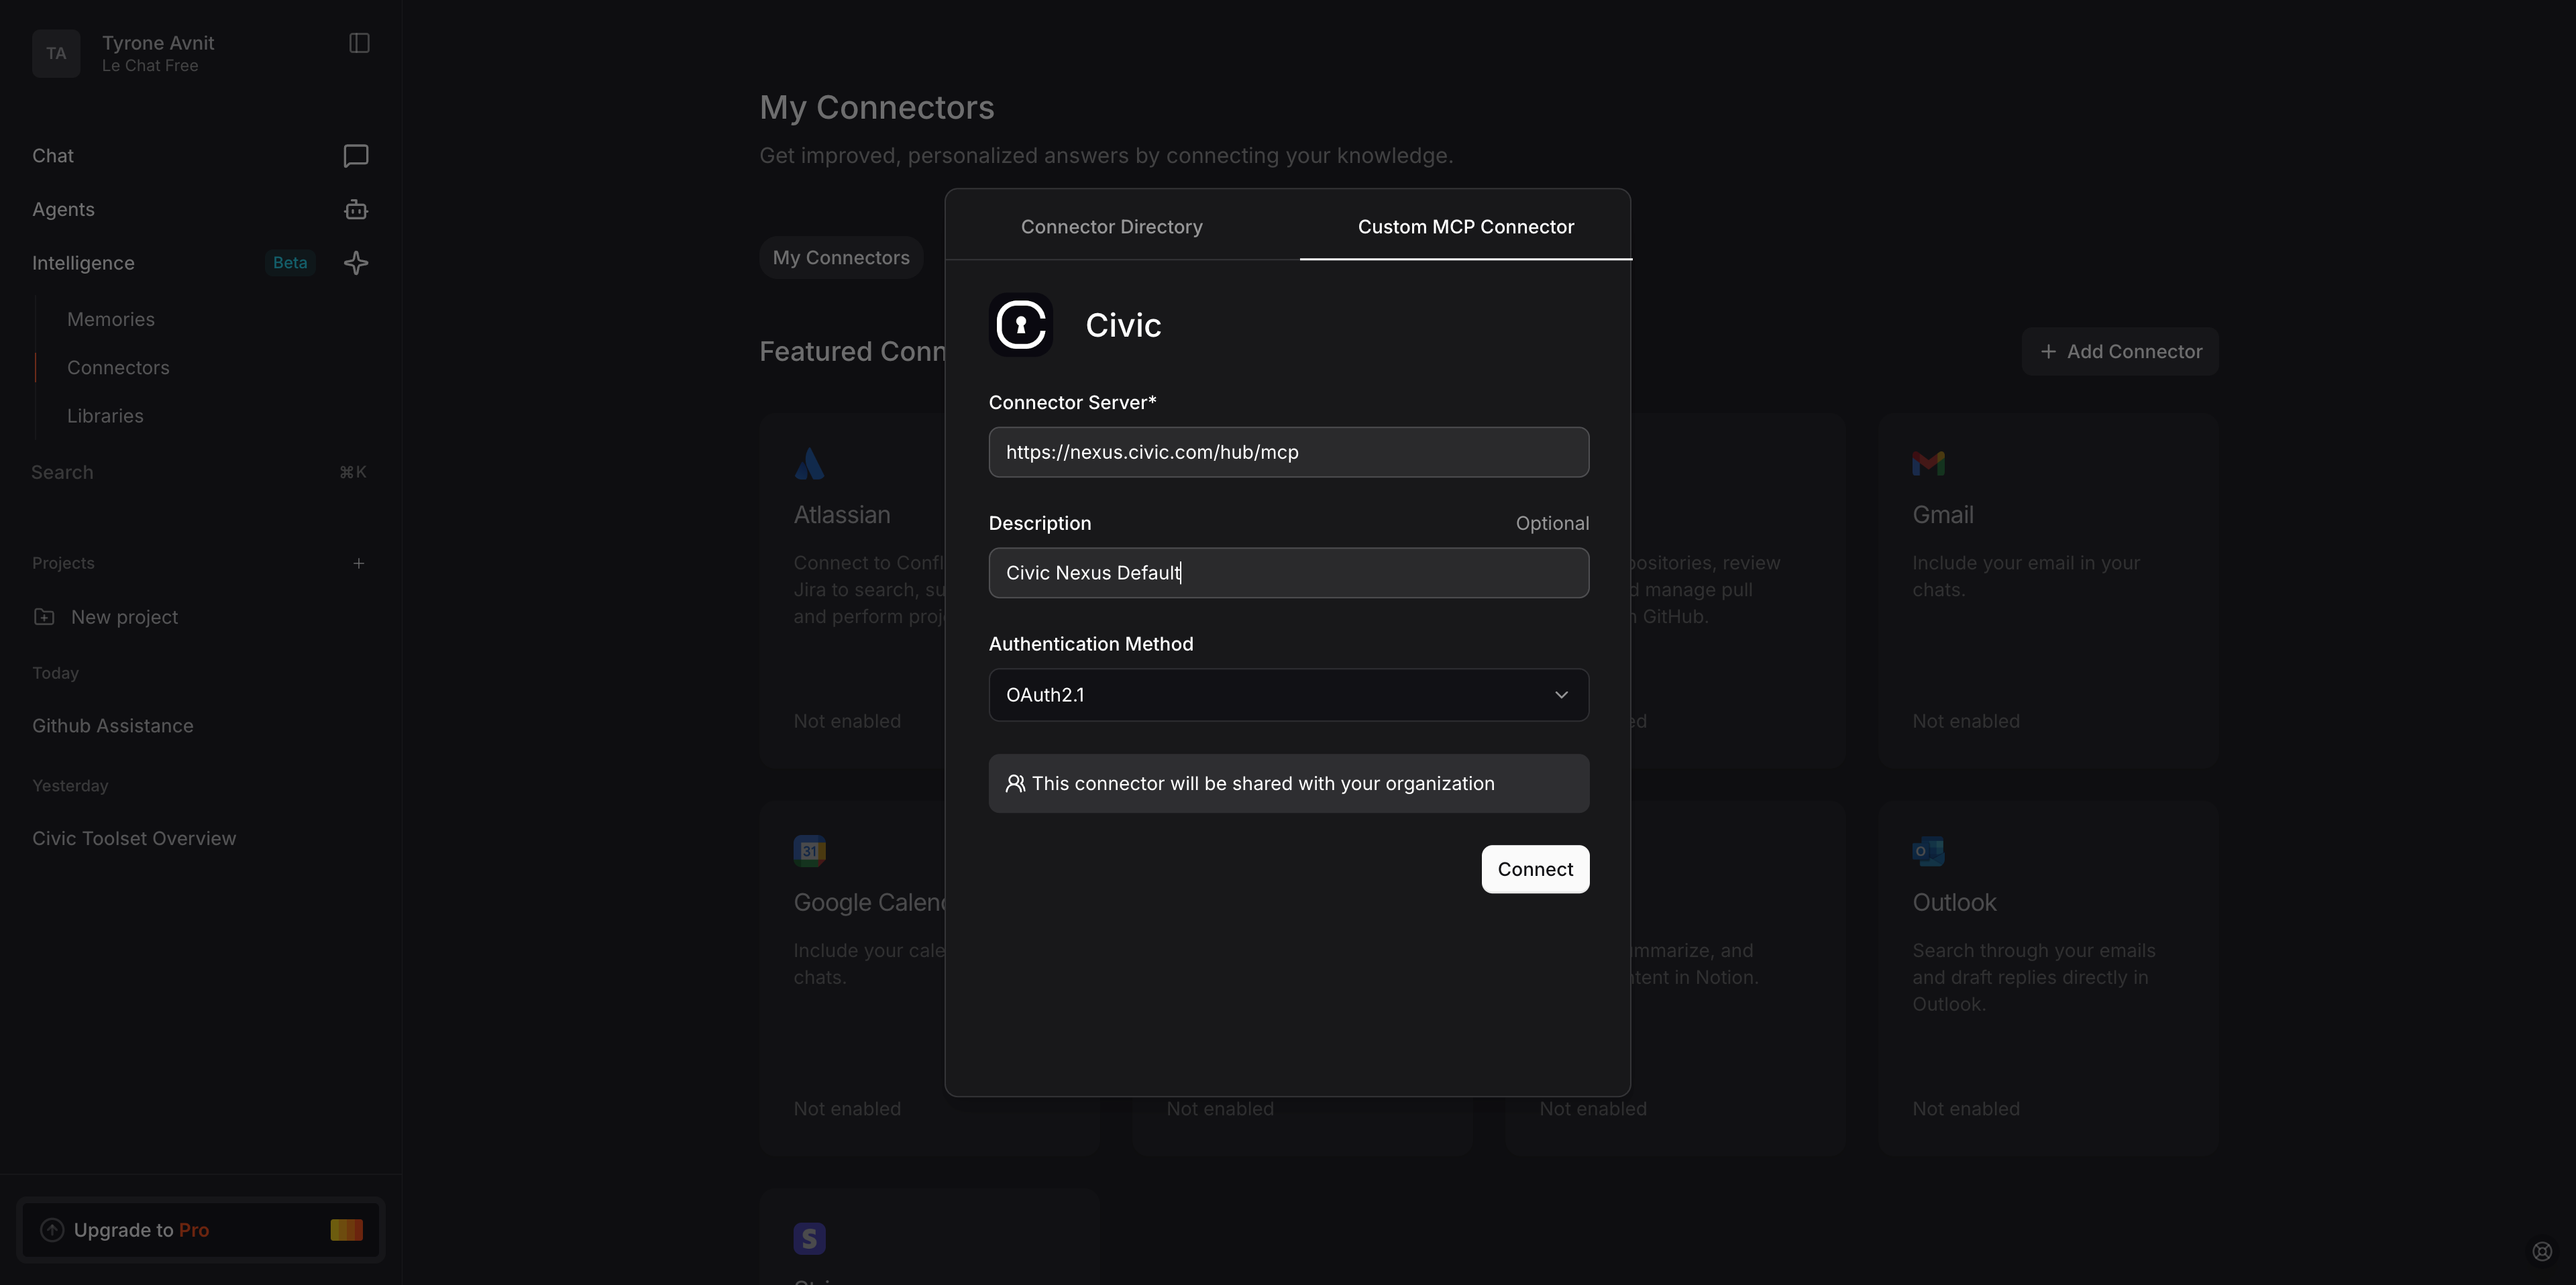 TA
Tyrone Avnit
Le Chat Free
Chat
Agents
Intelligence
Beta
Memories
Connectors
Libraries
Search
⌘K
Projects
+
New project
Today
Github Assistance
Yesterday
Civic Toolset Overview
Upgrade to Pro
My Connectors
Get improved, personalized answers by connecting your knowledge.
My Connectors
Featured Conn
+ Add Connector
Atlassian
Connect to Confl
Jira to search, su
and perform proj
Not enabled
ositories, review
d manage pull
GitHub.
ed
Gmail
Include your email in your
chats.
Not enabled
31
Google Calen
Include your cale
chats.
Not enabled
Not enabled
mmarize, and
tent in Notion.
Not enabled
Outlook
Search through your emails
and draft replies directly in
Outlook.
Not enabled
S
Connector Directory
Custom MCP Connector
Civic
Connector Server*
https://nexus.civic.com/hub/mcp
Description
Optional
Civic Nexus Default
Authentication Method
OAuth2.1
This connector will be shared with your organization
Connect